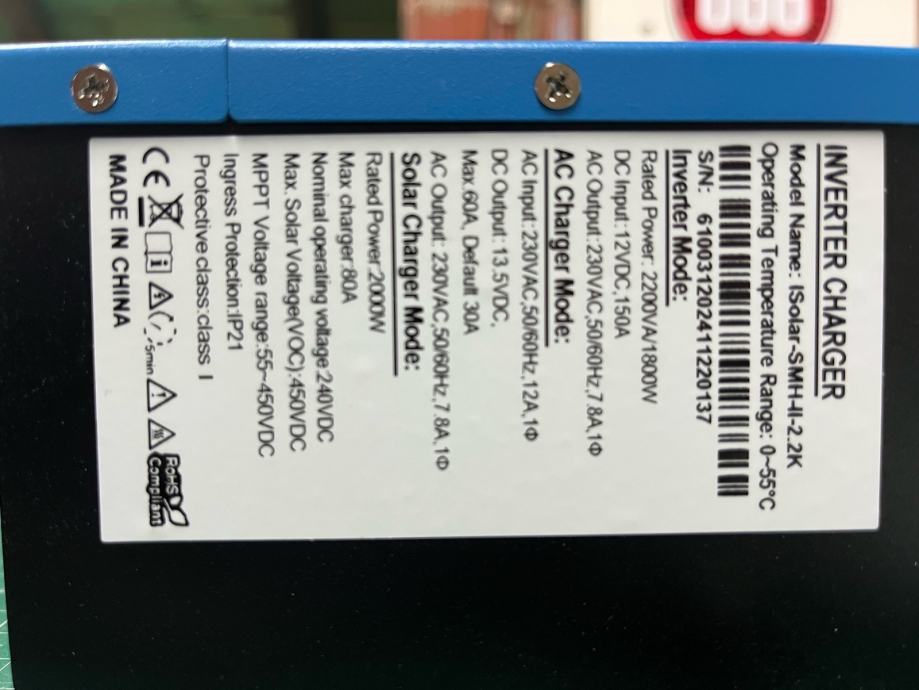 INVERTER CHARGER
Model Name: ISolar-SMH-II-2.2K
Operating Temperature Range: 0~55°C
S/N: 61003120241220137
Inverter Mode:
Rated Power: 2200VA/1800W
DC Input:12VDC,150A
AC Output:230VAC,50/60Hz,7.8A,1Φ
AC Charger Mode:
AC Input:230VAC,50/60Hz,12A,1Φ
DC Output:13.5VDC,
Max.60A, Default 30A
AC Output: 230VAC,50/60Hz,7.8A,1Φ
Solar Charger Mode:
Rated Power:2000W
Max charger:80A
Nominal operating voltage:240VDC
Max. Solar Voltage(VOC):450VDC
MPPT Voltage range:55-450VDC
Ingress Protection:IP21
Protective class:class I
CE i 5min RoHS
Compliant
MADE IN CHINA